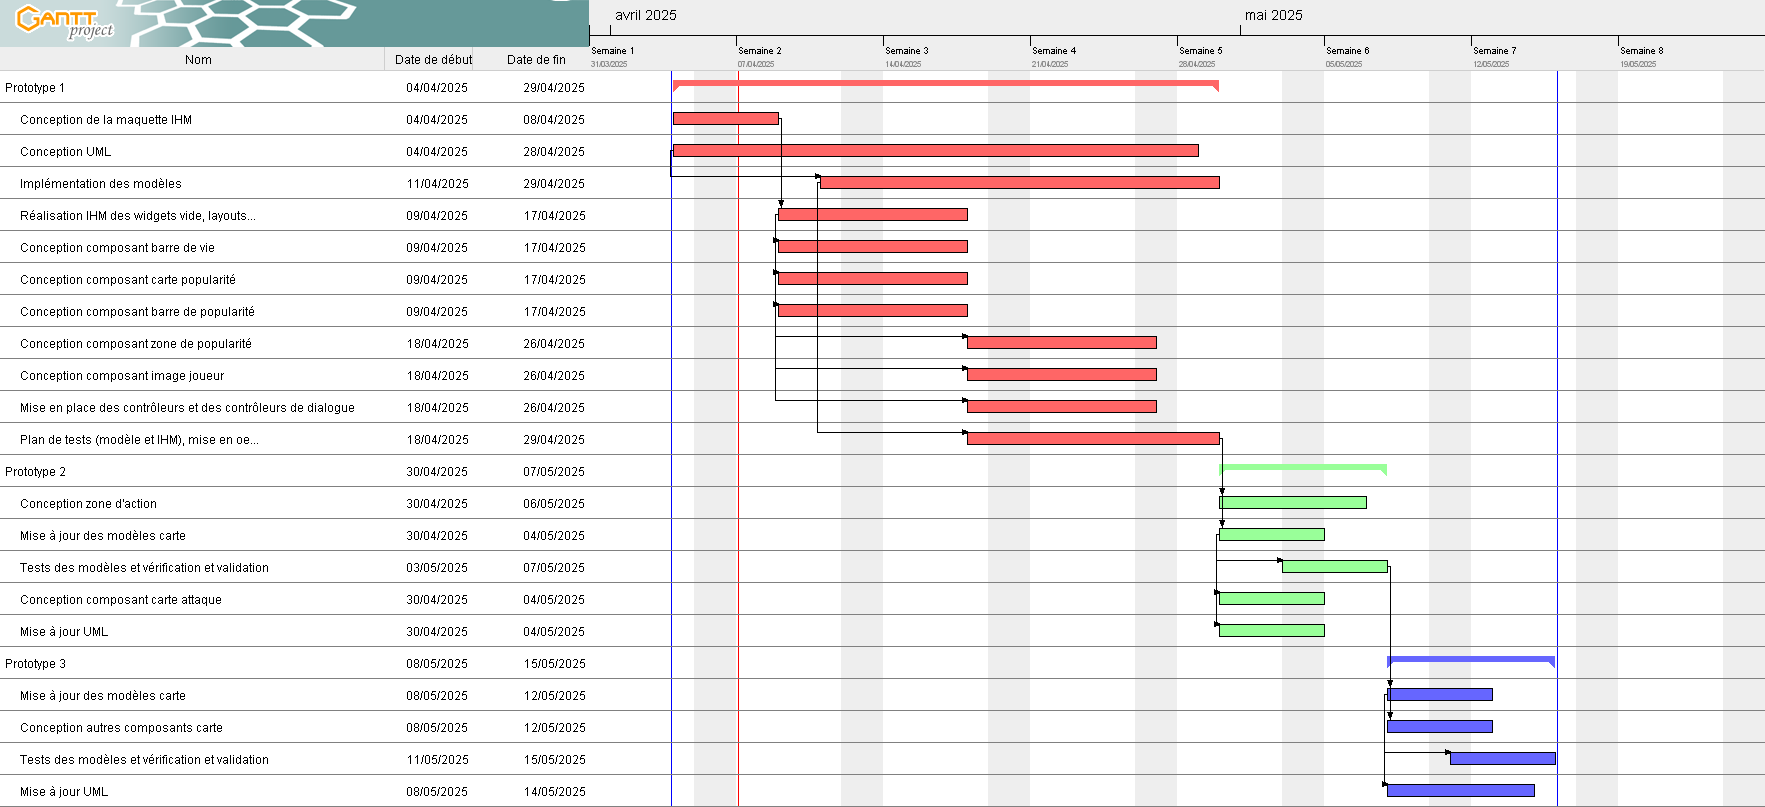 GANTT
project
avril 2025
mai 2025
Semaine 1
Semaine 2
Semaine 3
Semaine 4
Semaine 5
Semaine 6
Semaine 7
Semaine 8
31/03/2025
07/04/2025
14/04/2025
21/04/2025
28/04/2025
05/05/2025
12/05/2025
19/05/2025
Nom Date de début Date de fin
Prototype 1 04/04/2025 29/04/2025
Conception de la maquette IHM 04/04/2025 08/04/2025
Conception UML 04/04/2025 28/04/2025
Implémentation des modèles 11/04/2025 29/04/2025
Réalisation IHM des widgets vide, layouts... 09/04/2025 17/04/2025
Conception composant barre de vie 09/04/2025 17/04/2025
Conception composant carte popularité 09/04/2025 17/04/2025
Conception composant barre de popularité 09/04/2025 17/04/2025
Conception composant zone de popularité 18/04/2025 26/04/2025
Conception composant image joueur 18/04/2025 26/04/2025
Mise en place des contrôleurs et des contrôleurs de dialogue 18/04/2025 26/04/2025
Plan de tests (modèle et IHM), mise en oe... 18/04/2025 29/04/2025
Prototype 2 30/04/2025 07/05/2025
Conception zone d'action 30/04/2025 06/05/2025
Mise à jour des modèles carte 30/04/2025 04/05/2025
Tests des modèles et vérification et validation 03/05/2025 07/05/2025
Conception composant carte attaque 30/04/2025 04/05/2025
Mise à jour UML 30/04/2025 04/05/2025
Prototype 3 08/05/2025 15/05/2025
Mise à jour des modèles carte 08/05/2025 12/05/2025
Conception autres composants carte 08/05/2025 12/05/2025
Tests des modèles et vérification et validation 11/05/2025 15/05/2025
Mise à jour UML 08/05/2025 14/05/2025